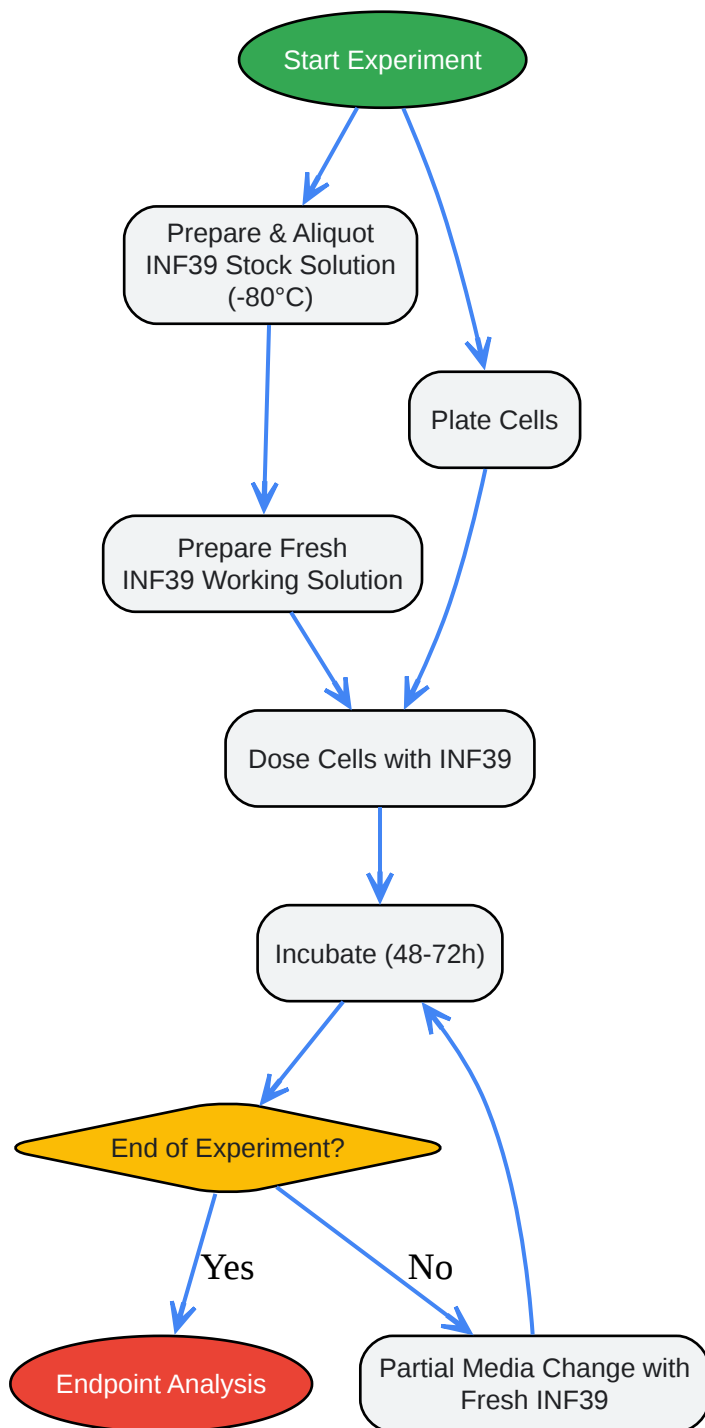 Start Experiment
Prepare & Aliquot
INF39 Stock Solution
(-80°C)
Plate Cells
Prepare Fresh
INF39 Working Solution
Dose Cells with INF39
Incubate (48-72h)
End of Experiment?
Yes
No
Endpoint Analysis
Partial Media Change with
Fresh INF39